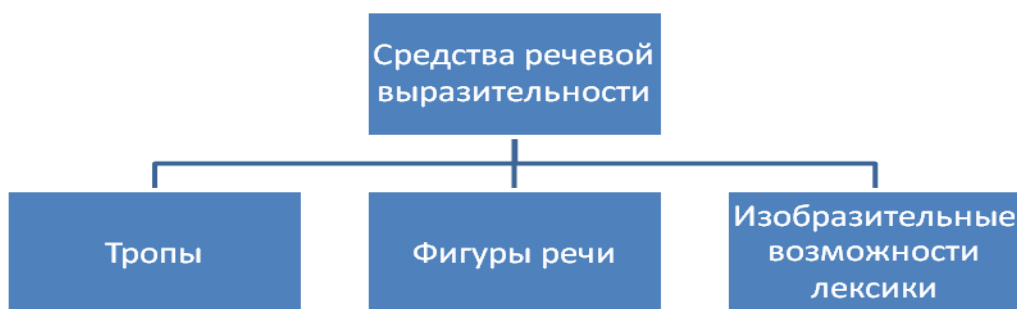 Средства речевой
выразительности
Тропы
Фигуры речи
Изобразительные
возможности
лексики